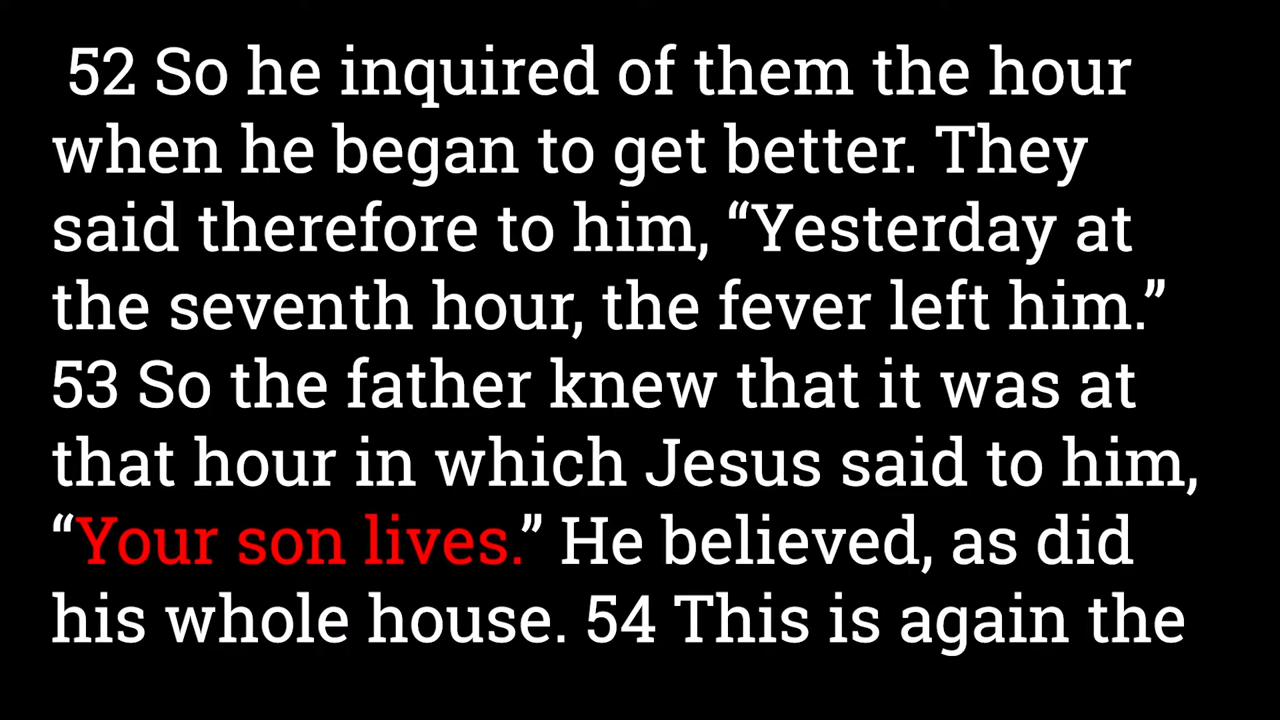 52 So he inquired of them the hour
when he began to get better. They
said therefore to him, “Yesterday at
the seventh hour, the fever left him.”
53 So the father knew that it was at
that hour in which Jesus said to him,
“Your son lives.” He believed, as did
his whole house. 54 This is again the